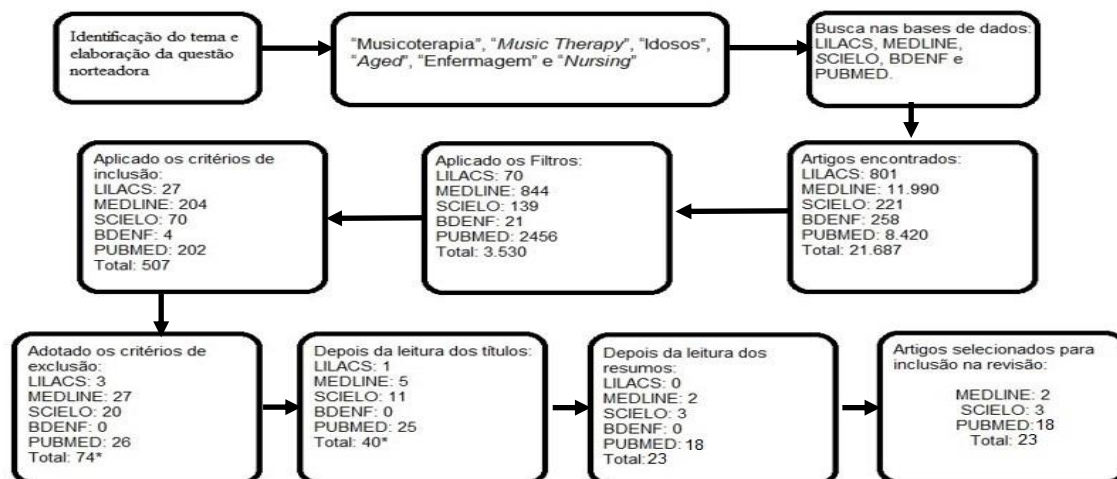 Identificação do tema e
elaboração da questão
norteadora
“Musicoterapia”, “Music Therapy”, “Idosos”,
“Aged”, “Enfermagem” e “Nursing”
Busca nas bases de dados:
LILACS, MEDLINE,
SCIELO, BDENF e
PUBMED.
Artigos encontrados:
LILACS: 801
MEDLINE: 11.990
SCIELO: 221
BDENF: 258
PUBMED: 8.420
Total: 21.687
Aplicado os Filtros:
LILACS: 70
MEDLINE: 844
SCIELO: 139
BDENF: 21
PUBMED: 2456
Total: 3.530
Aplicado os critérios de
inclusão:
LILACS: 27
MEDLINE: 204
SCIELO: 70
BDENF: 4
PUBMED: 202
Total: 507
Adotado os critérios de
exclusão:
LILACS: 3
MEDLINE: 27
SCIELO: 20
BDENF: 0
PUBMED: 26
Total: 74*
Depois da leitura dos títulos:
LILACS: 1
MEDLINE: 5
SCIELO: 11
BDENF: 0
PUBMED: 25
Total: 40*
Depois da leitura dos
resumos:
LILACS: 0
MEDLINE: 2
SCIELO: 3
BDENF: 0
PUBMED: 18
Total:23
Artigos selecionados para
inclusão na revisão:
MEDLINE: 2
SCIELO: 3
PUBMED:18
Total: 23